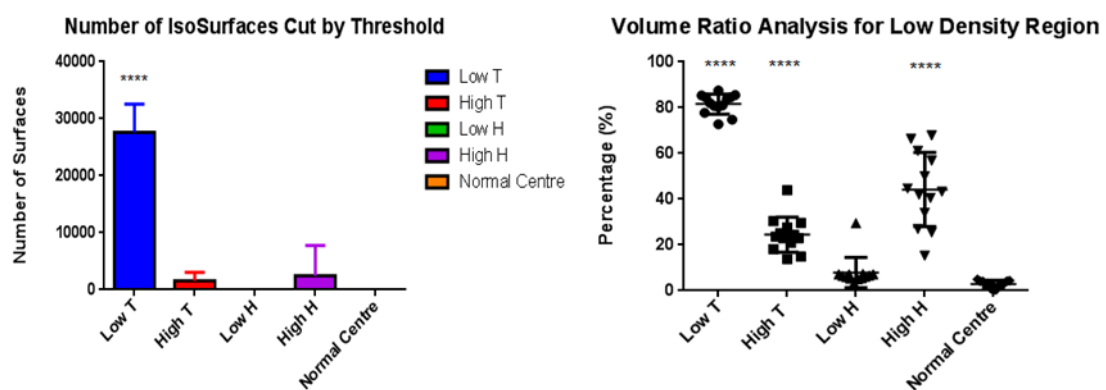 Number of IsoSurfaces Cut by Threshold
Number of Surfaces
40000
30000
20000
10000
0
****
Low T
High T
Low H
High H
Normal Centre
Low T
High T
Low H
High H
Normal Centre
Volume Ratio Analysis for Low Density Region
Percentage (%)
100
80
60
40
20
0
**** **** ****
Low T
High T
Low H
High H
Normal Centre